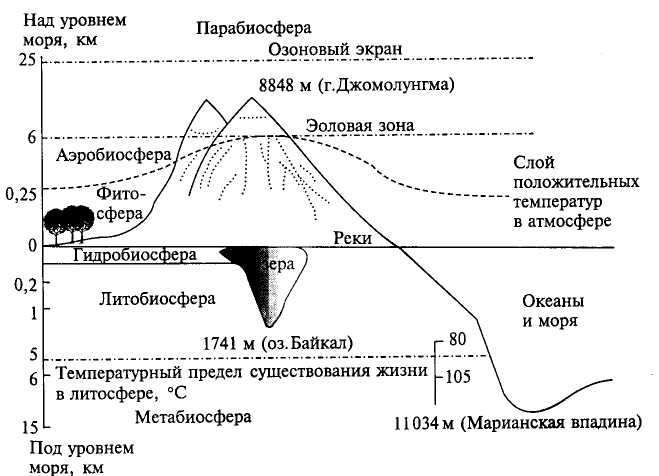 Над уровнем
моря, км
Парабиосфера
Озоновый экран
25
8848 м (г.Джомолунгма)
6
Эоловая зона
Аэробиосфера
Слой
положительных
температур
в атмосфере
0,25
Фито-
сфера
0
Реки
Гидробиосфера
ера
0,2
Литобиосфера
1
Океаны
и моря
1741 м (оз.Байкал)
80
5
6
Температурный предел существования жизни
в литосфере, °С
105
Метабиосфера
15
11034 м (Марианская впадина)
Под уровнем
моря, км